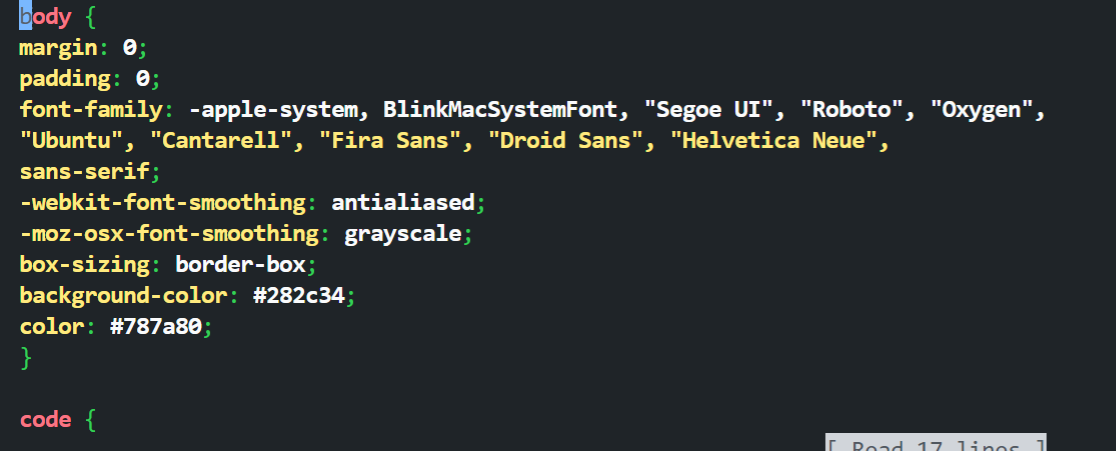 body {
margin: 0;
padding: 0;
font-family: -apple-system, BlinkMacSystemFont, "Segoe UI", "Roboto", "Oxygen",
"Ubuntu", "Cantarell", "Fira Sans", "Droid Sans", "Helvetica Neue",
sans-serif;
-webkit-font-smoothing: antialiased;
-moz-osx-font-smoothing: grayscale;
box-sizing: border-box;
background-color: #282c34;
color: #787a80;
}
code {
[ Read 17 lines ]